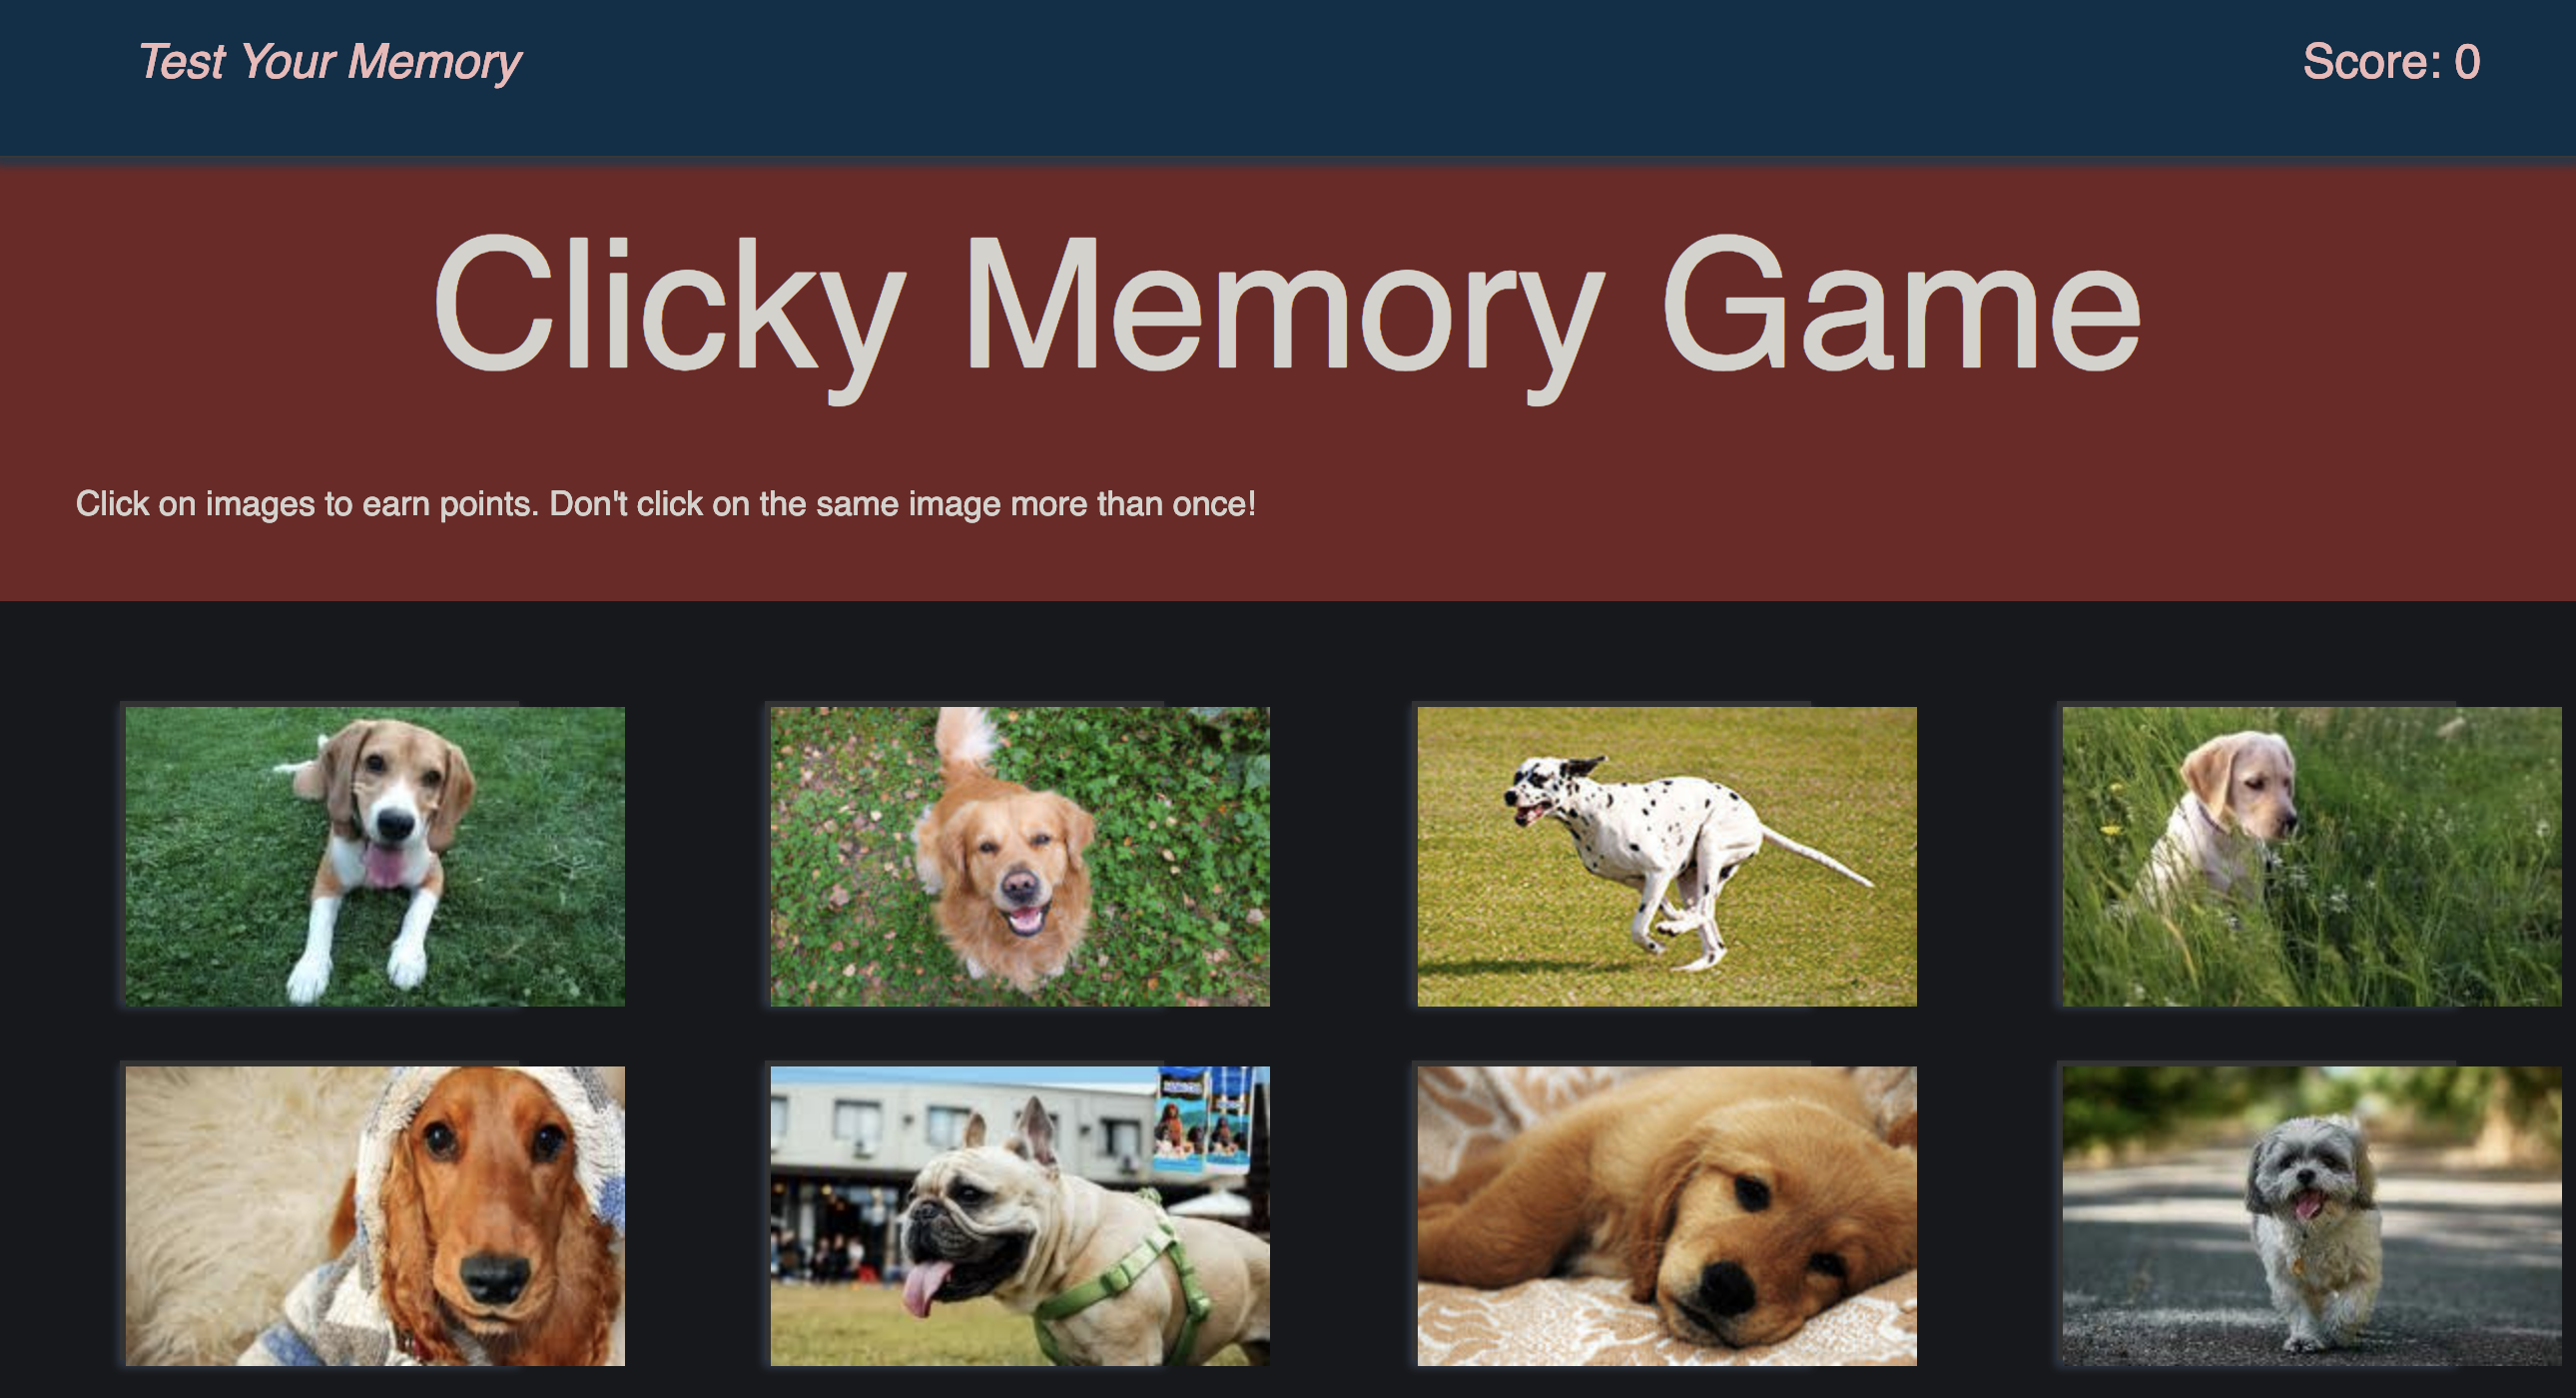 Test Your Memory
Score: 0
Clicky Memory Game
Click on images to earn points. Don't click on the same image more than once!